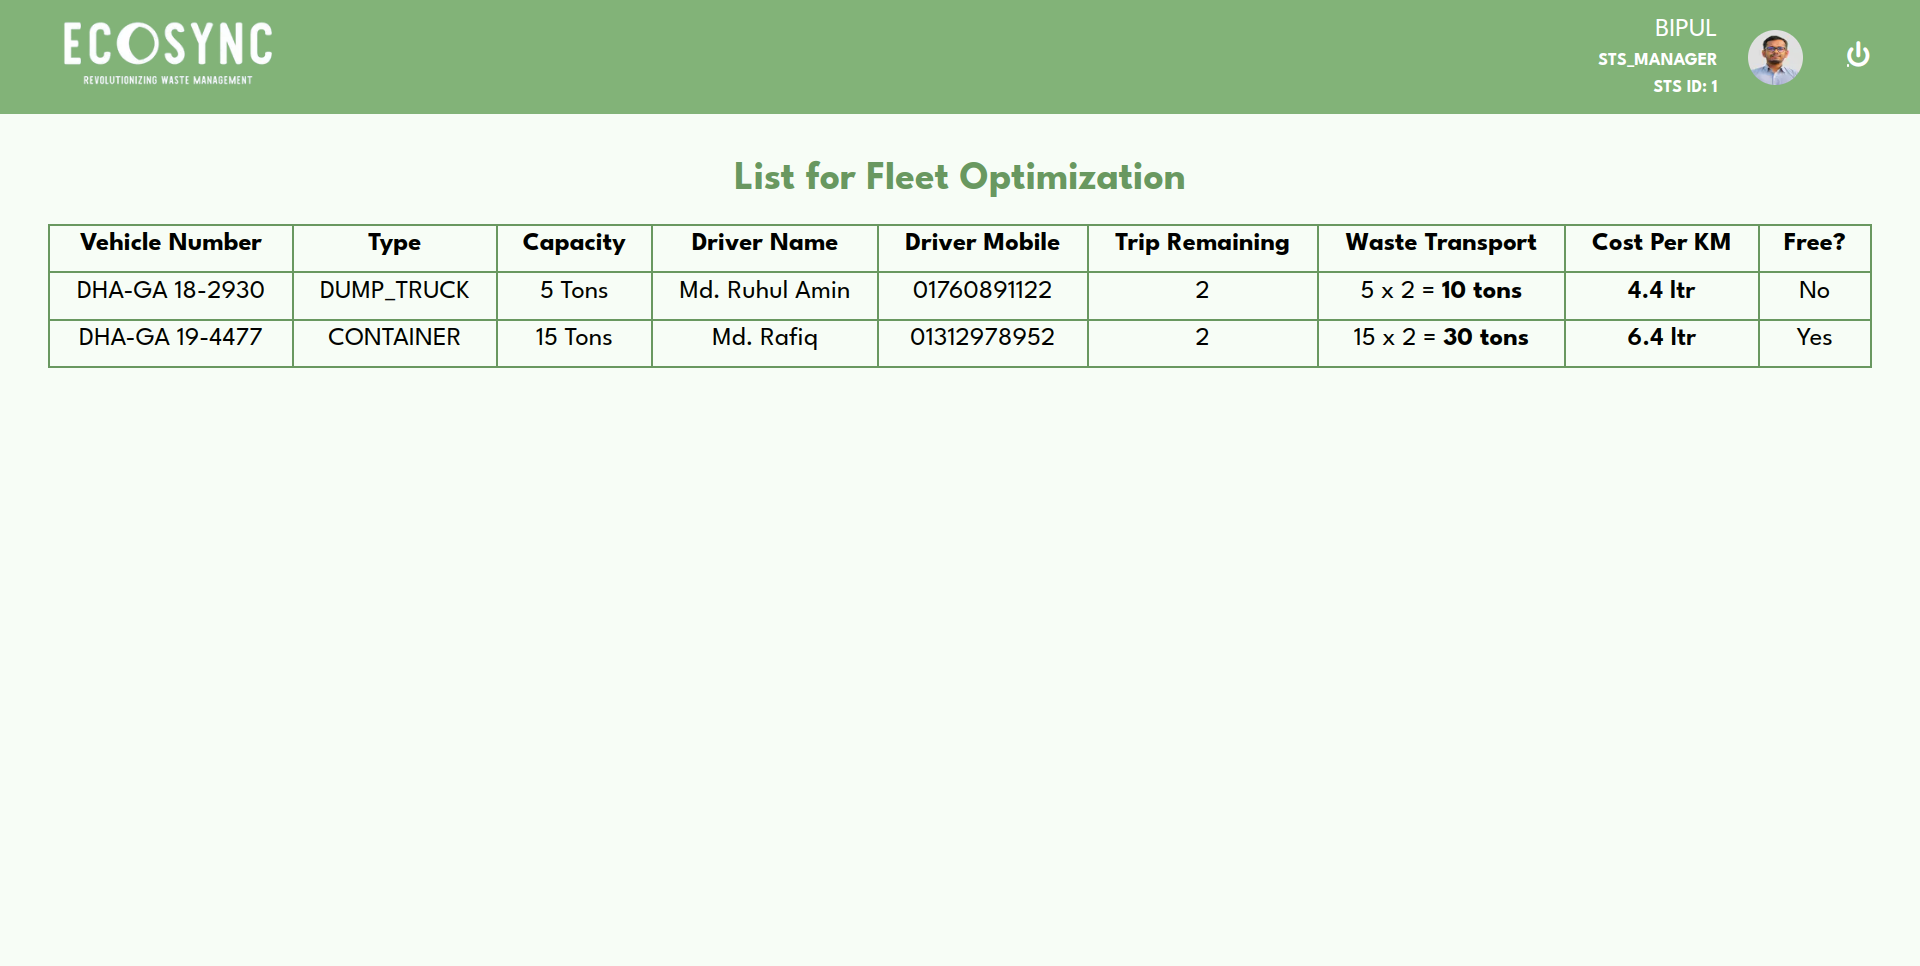 ECOSYNC
REVOLUTIONIZING WASTE MANAGEMENT
BIPUL
STS_MANAGER
STS ID: 1
List for Fleet Optimization
Vehicle Number Type Capacity Driver Name Driver Mobile Trip Remaining Waste Transport Cost Per KM Free?
DHA-GA 18-2930 DUMP_TRUCK 5 Tons Md. Ruhul Amin 01760891122 2 5 x 2 = 10 tons 4.4 ltr No
DHA-GA 19-4477 CONTAINER 15 Tons Md. Rafiq 01312978952 2 15 x 2 = 30 tons 6.4 ltr Yes